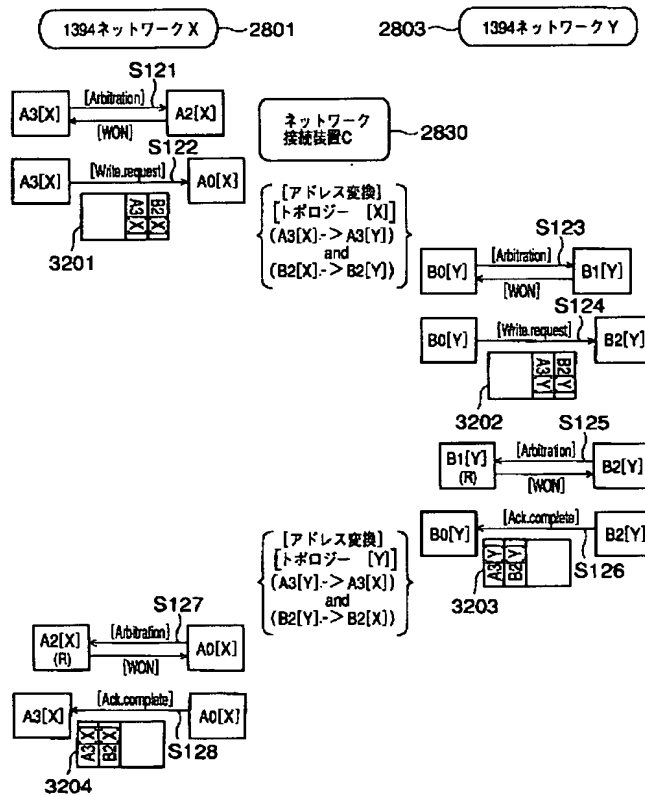 1394ネットワーク X
2801
2803
1394ネットワーク Y
S121
A3[X]
[Arbitration]
[WON]
A2[X]
ネットワーク
接続装置C
2830
S122
A3[X]
[Write.request]
A0[X]
A3[X]
B2[X]
3201
[アドレス変換]
[トポロジー [X]]
(A3[X].->A3[Y])
and
(B2[X].->B2[Y])
S123
B0[Y]
[Arbitration]
[WON]
B1[Y]
S124
B0[Y]
[Write.request]
B2[Y]
A3[Y]
B2[Y]
3202
S125
B1[Y]
(R)
[Arbitration]
[WON]
B2[Y]
B0[Y]
[Ack.complete]
B2[Y]
S126
A3[Y]
B2[Y]
3203
[アドレス変換]
[トポロジー [Y]]
(A3[Y].->A3[X])
and
(B2[Y].->B2[X])
S127
A2[X]
(R)
[Arbitration]
[WON]
A0[X]
A3[X]
[Ack.complete]
A0[X]
S128
A3[X]
B2[X]
3204